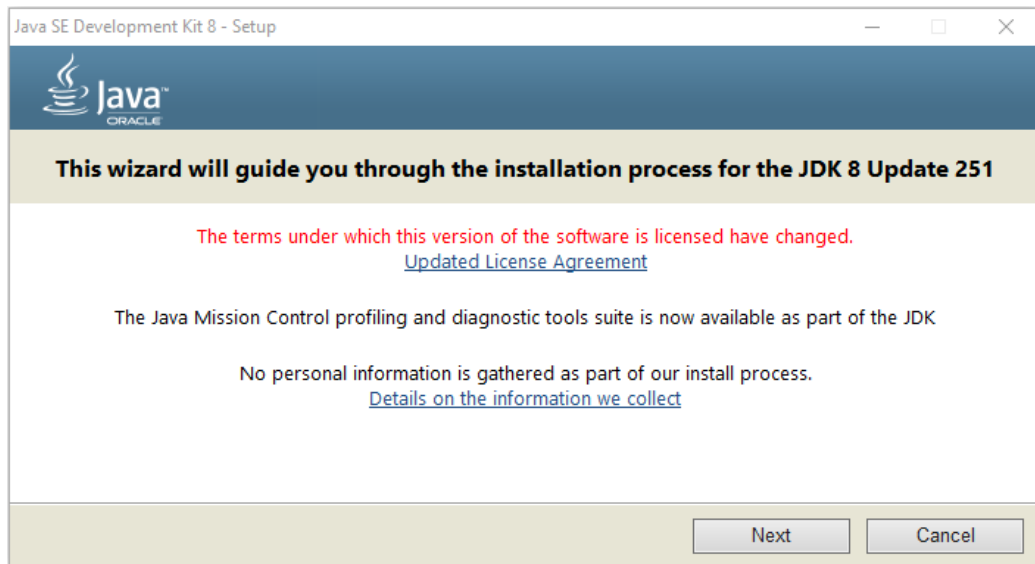 Java SE Development Kit 8 - Setup
Java™
ORACLE
This wizard will guide you through the installation process for the JDK 8 Update 251
The terms under which this version of the software is licensed have changed.
Updated License Agreement
The Java Mission Control profiling and diagnostic tools suite is now available as part of the JDK
No personal information is gathered as part of our install process.
Details on the information we collect
Next Cancel